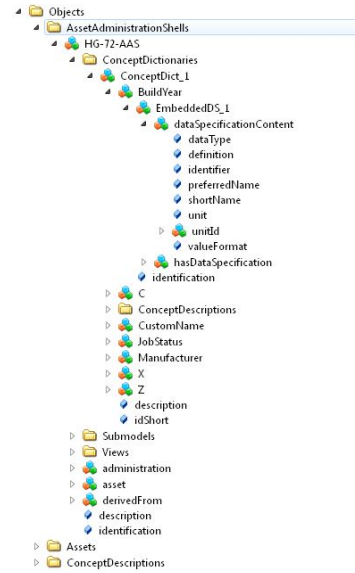 Objects
AssetAdministrationShells
HG-72-AAS
ConceptDictionaries
ConceptDict_1
BuildYear
EmbeddedDS_1
dataSpecificationContent
dataType
definition
identifier
preferredName
shortName
unit
unitId
valueFormat
hasDataSpecification
identification
C
ConceptDescriptions
CustomName
JobStatus
Manufacturer
X
Z
description
idShort
Submodels
Views
administration
asset
derivedFrom
description
identification
Assets
ConceptDescriptions